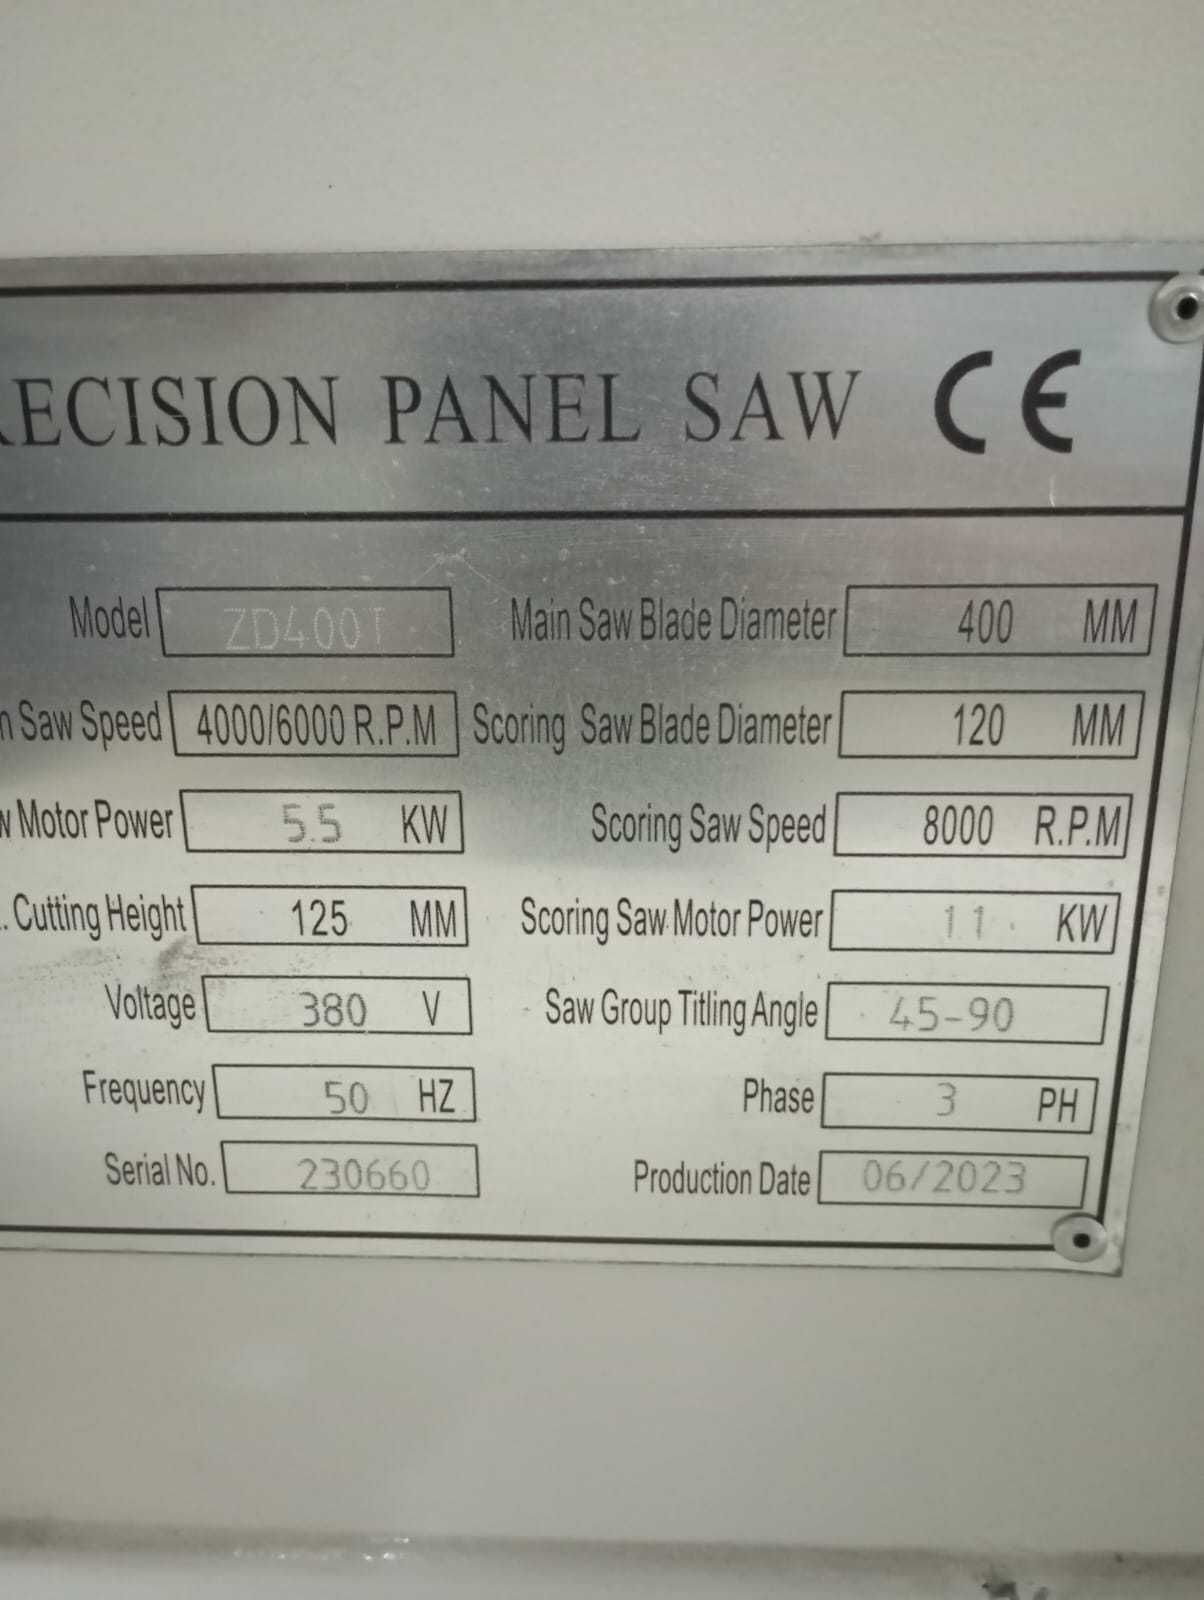 RECISION PANEL SAW CE
Model ZD400T Main Saw Blade Diameter 400 MM
n Saw Speed 4000/6000 R.P.M Scoring Saw Blade Diameter 120 MM
w Motor Power 5.5 KW Scoring Saw Speed 8000 R.P.M
. Cutting Height 125 MM Scoring Saw Motor Power 1 1 KW
Voltage 380 V Saw Group Titling Angle 45-90
Frequency 50 HZ Phase 3 PH
Serial No. 230660 Production Date 06/2023